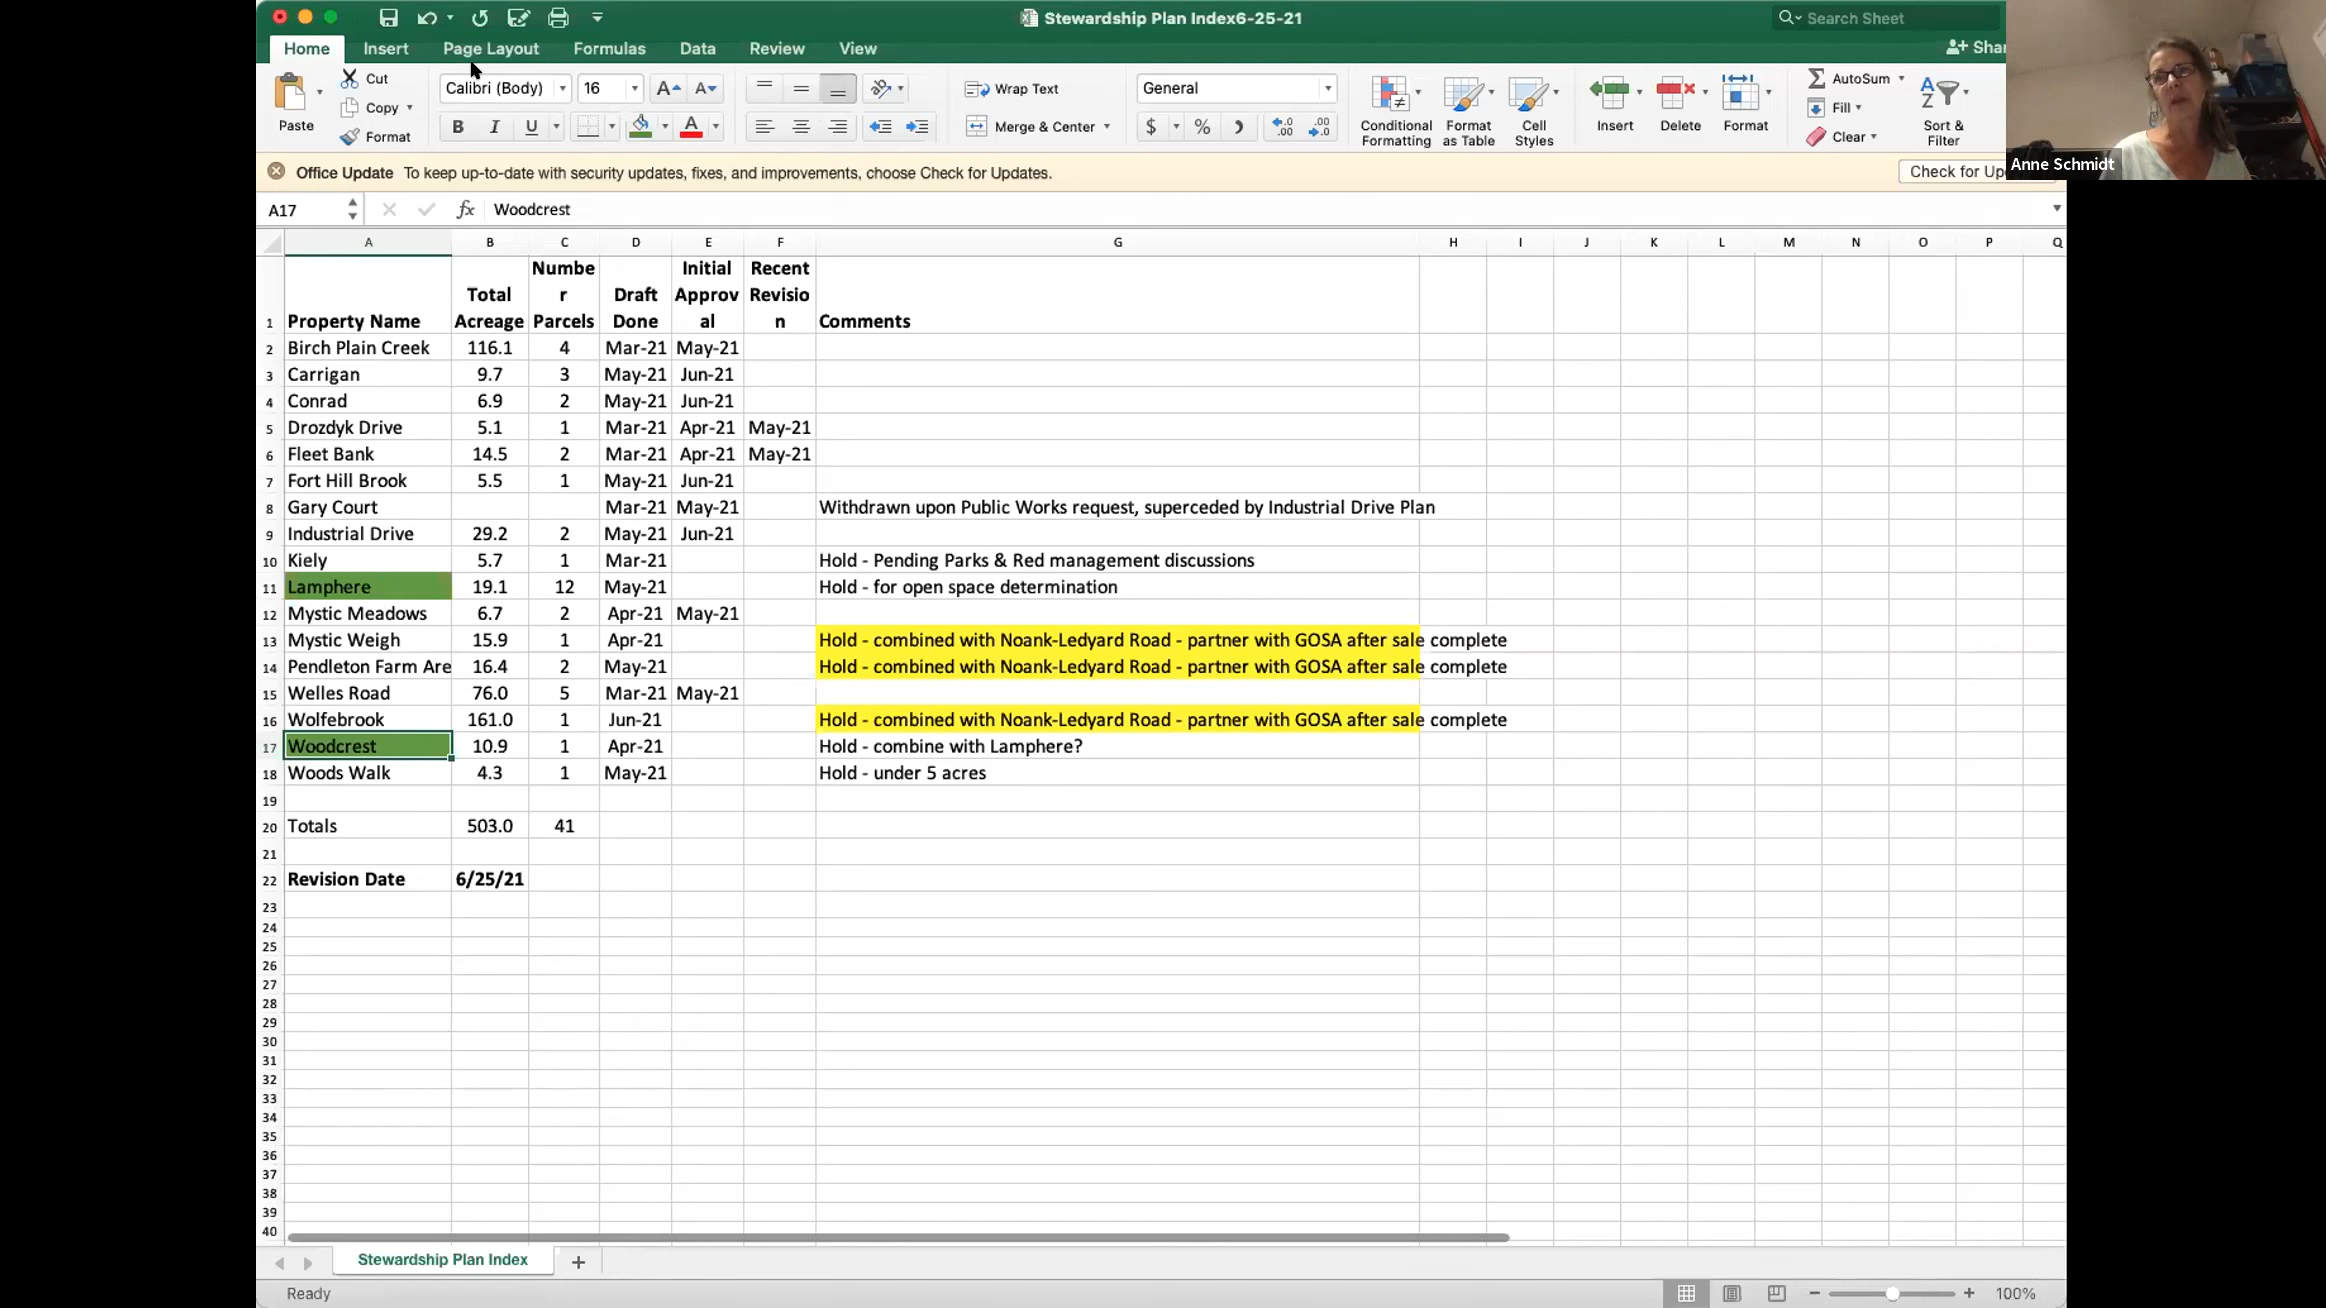 Stewardship Plan Index6-25-21
Search Sheet
Home Insert Page Layout Formulas Data Review View
Shar
Paste
Cut
Copy
Format
Calibri (Body) 16
B I U
Wrap Text
Merge & Center
General
$ %
Conditional Formatting
Format as Table
Cell Styles
Insert
Delete
Format
AutoSum
Fill
Clear
Sort & Filter
Anne Schmidt
Office Update To keep up-to-date with security updates, fixes, and improvements, choose Check for Updates.
Check for Up
A17 fx Woodcrest
A B C D E F G H I J K L M N O P Q
1 Property Name Total Acreage Number Parcels Draft Done Initial Approval Recent Revision Comments
2 Birch Plain Creek 116.1 4 Mar-21 May-21
3 Carrigan 9.7 3 May-21 Jun-21
4 Conrad 6.9 2 May-21 Jun-21
5 Drozdyk Drive 5.1 1 Mar-21 Apr-21 May-21
6 Fleet Bank 14.5 2 Mar-21 Apr-21 May-21
7 Fort Hill Brook 5.5 1 May-21 Jun-21
8 Gary Court Mar-21 May-21 Withdrawn upon Public Works request, superceded by Industrial Drive Plan
9 Industrial Drive 29.2 2 May-21 Jun-21
10 Kiely 5.7 1 Mar-21 Hold - Pending Parks & Red management discussions
11 Lamphere 19.1 12 May-21 Hold - for open space determination
12 Mystic Meadows 6.7 2 Apr-21 May-21
13 Mystic Weigh 15.9 1 Apr-21 Hold - combined with Noank-Ledyard Road - partner with GOSA after sale complete
14 Pendleton Farm Are 16.4 2 May-21 Hold - combined with Noank-Ledyard Road - partner with GOSA after sale complete
15 Welles Road 76.0 5 Mar-21 May-21
16 Wolfebrook 161.0 1 Jun-21 Hold - combined with Noank-Ledyard Road - partner with GOSA after sale complete
17 Woodcrest 10.9 1 Apr-21 Hold - combine with Lamphere?
18 Woods Walk 4.3 1 May-21 Hold - under 5 acres
19
20 Totals 503.0 41
21
22 Revision Date 6/25/21
23
24
25
26
27
28
29
30
31
32
33
34
35
36
37
38
39
40
Stewardship Plan Index
Ready
100%